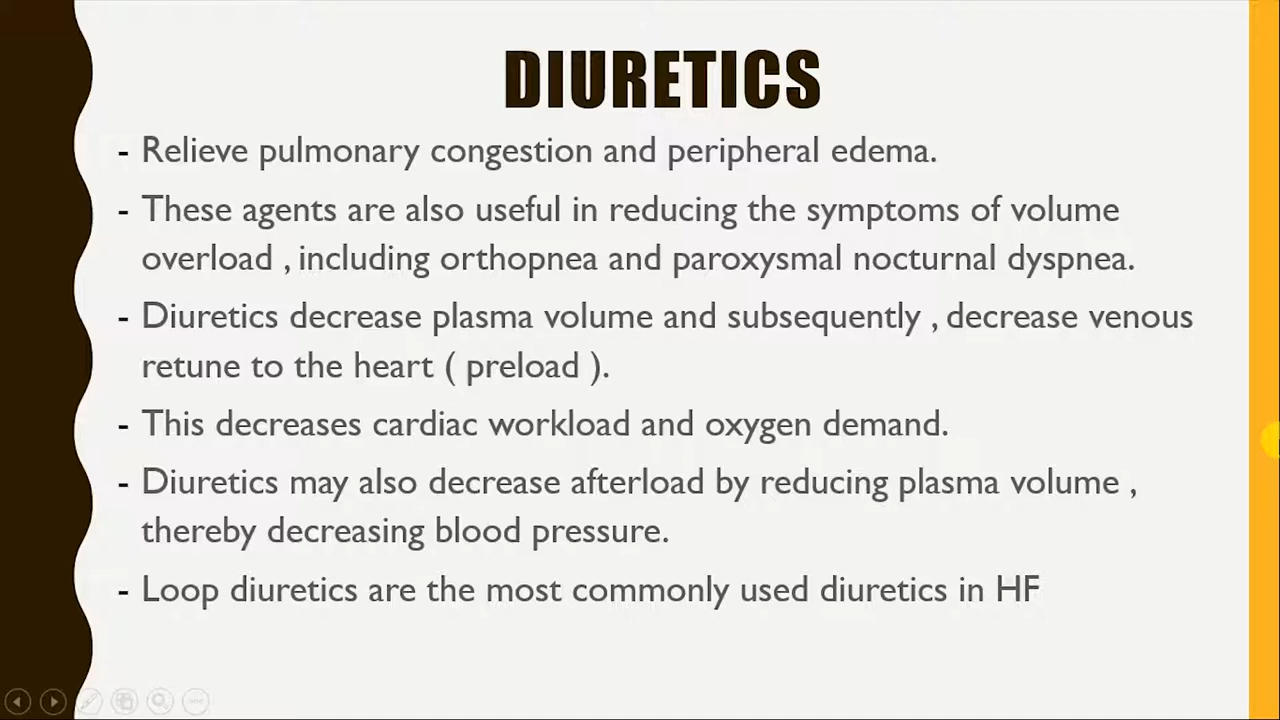 DIURETICS
- Relieve pulmonary congestion and peripheral edema.
- These agents are also useful in reducing the symptoms of volume
overload , including orthopnea and paroxysmal nocturnal dyspnea.
- Diuretics decrease plasma volume and subsequently , decrease venous
retune to the heart ( preload ).
- This decreases cardiac workload and oxygen demand.
- Diuretics may also decrease afterload by reducing plasma volume ,
thereby decreasing blood pressure.
- Loop diuretics are the most commonly used diuretics in HF